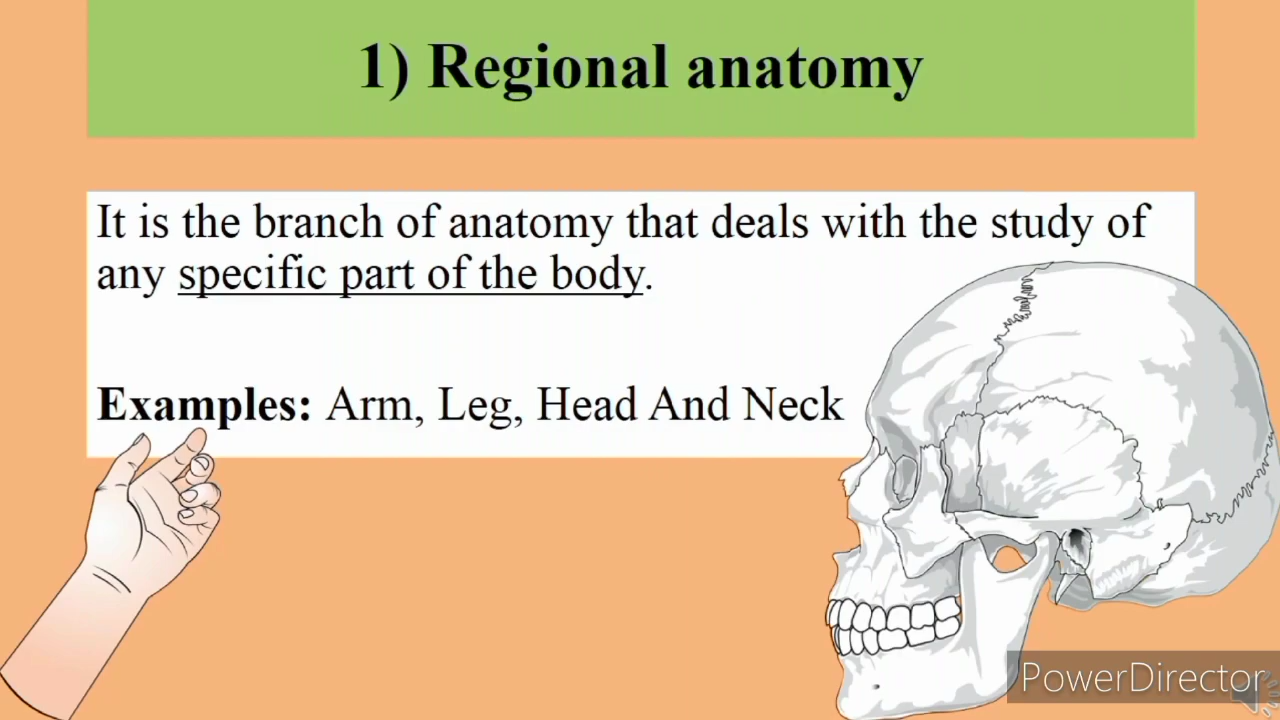 1) Regional anatomy
It is the branch of anatomy that deals with the study of
any specific part of the body.
Examples: Arm, Leg, Head And Neck
PowerDirector